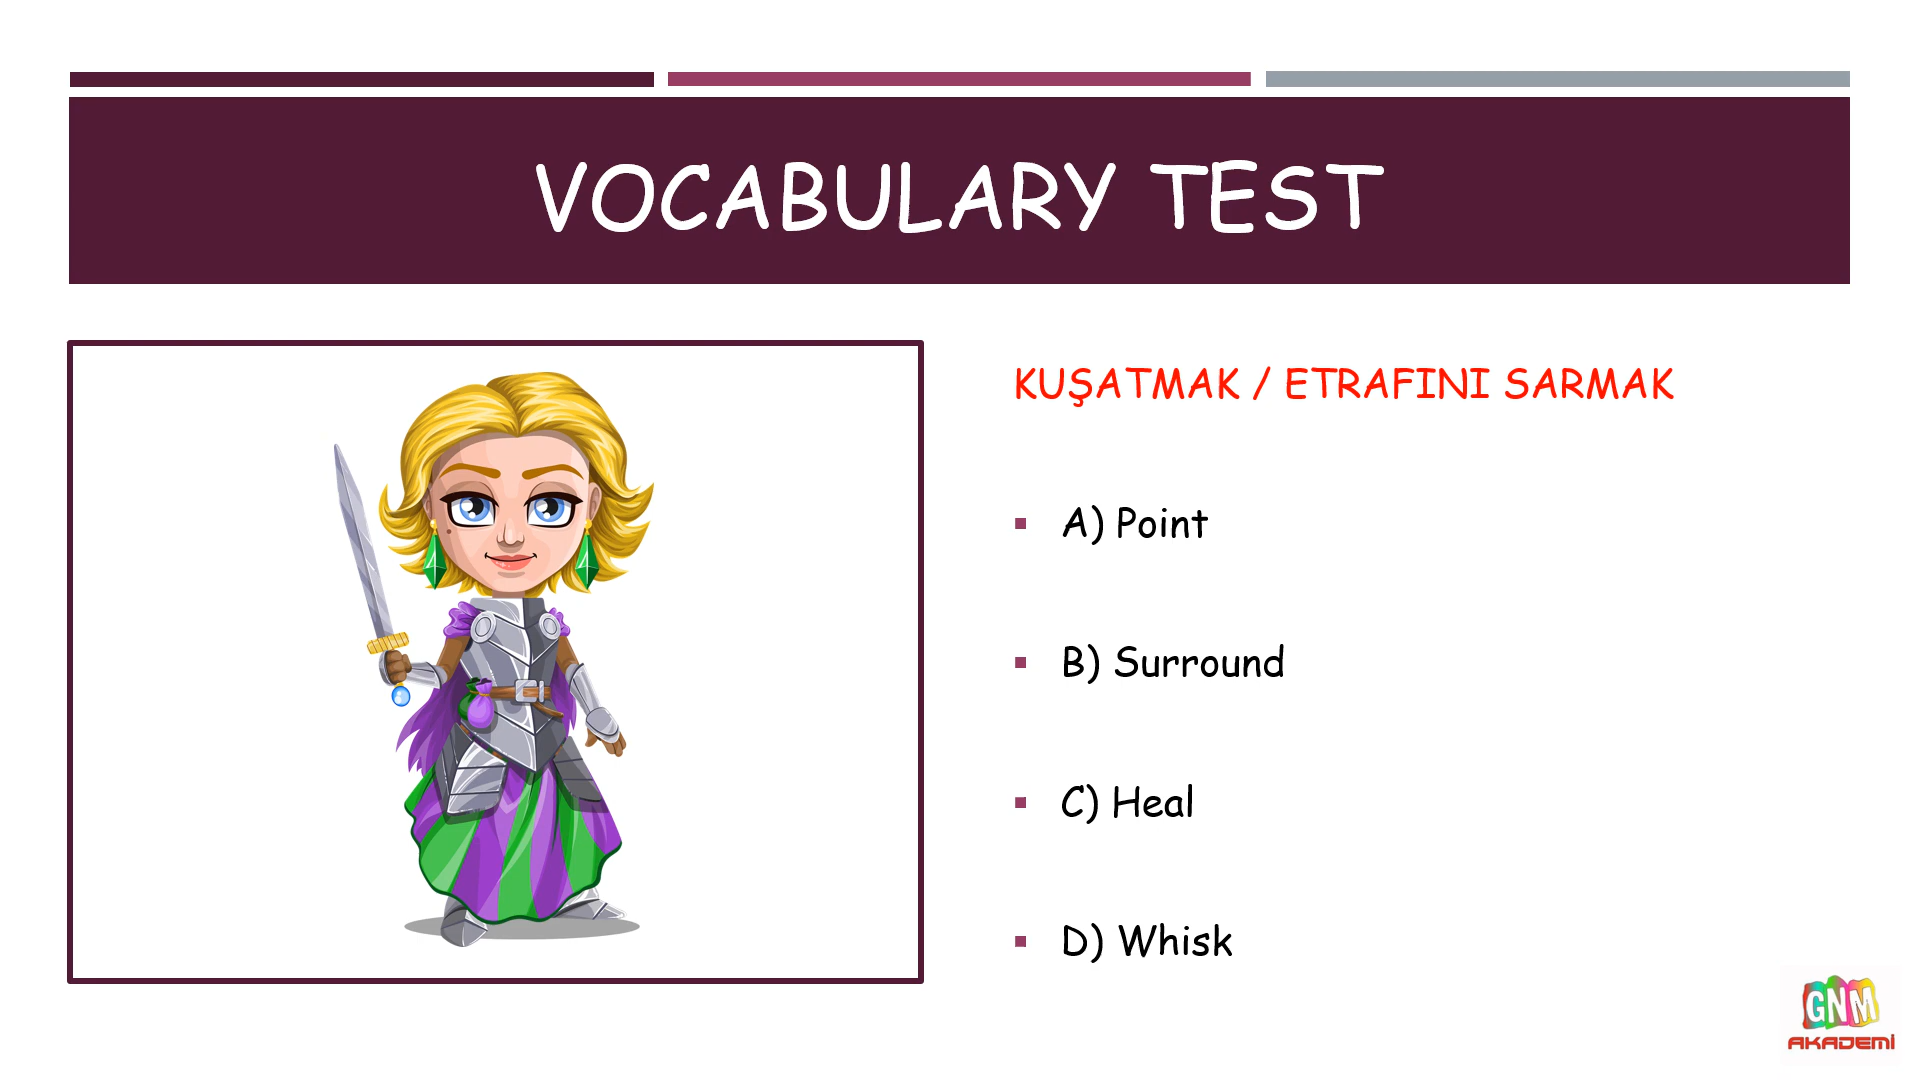 VOCABULARY TEST
KUŞATMAK / ETRAFINI SARMAK
A) Point
B) Surround
C) Heal
D) Whisk
GNM
AKADEMİ